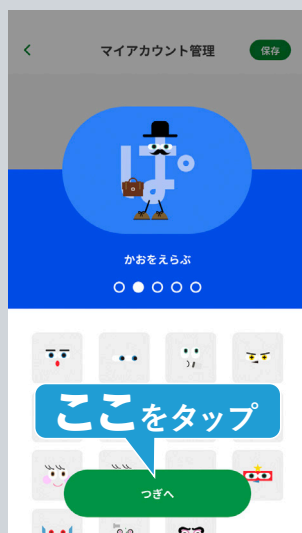 マイアカウント管理
保存
ぱ
かおをえらぶ
ここをタップ
つぎへ